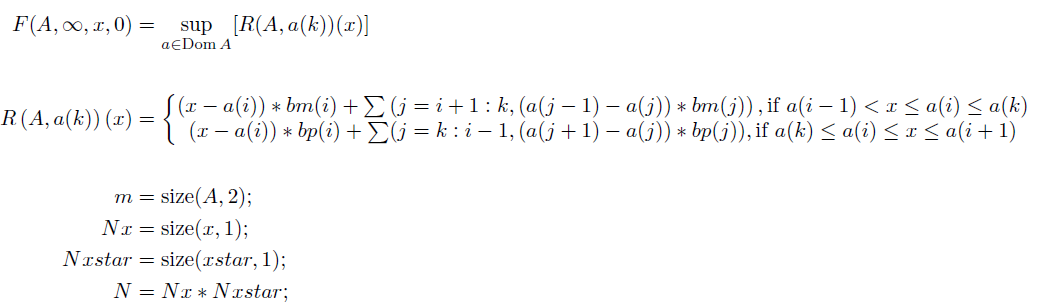 F(A, ∞, x, 0) = sup [R(A, a(k))(x)]
a∈Dom A
R (A, a(k)) (x) = { (x − a(i)) ∗ bm(i) + ∑ (j = i + 1 : k, (a(j − 1) − a(j)) ∗ bm(j)) , if a(i − 1) < x ≤ a(i) ≤ a(k)
(x − a(i)) ∗ bp(i) + ∑(j = k : i − 1, (a(j + 1) − a(j)) ∗ bp(j)), if a(k) ≤ a(i) ≤ x ≤ a(i + 1)
m = size(A, 2);
Nx = size(x, 1);
Nxstar = size(xstar, 1);
N = Nx ∗ Nxstar;